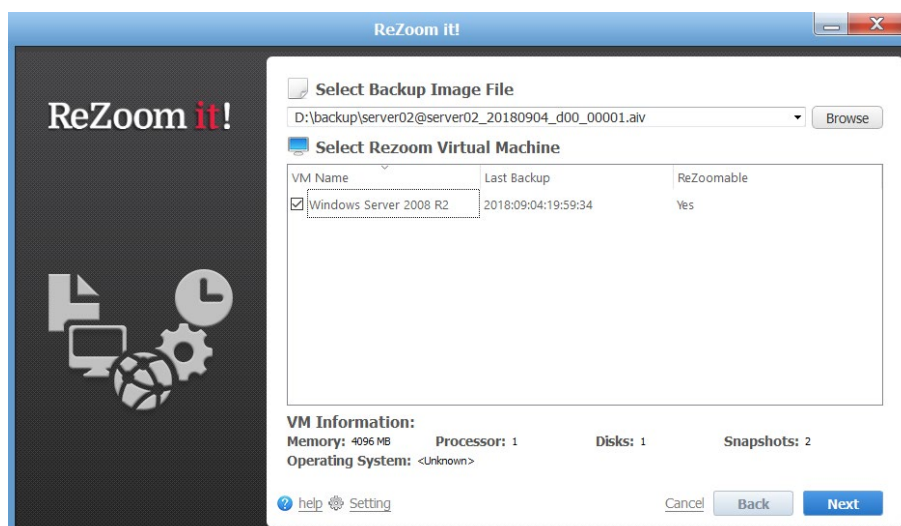 ReZoom it!
ReZoom it!
Select Backup Image File
D:\backup\server02@server02_20180904_d00_00001.aiv
Browse
Select Rezoom Virtual Machine
VM Name Last Backup ReZoomable
Windows Server 2008 R2 2018:09:04:19:59:34 Yes
VM Information:
Memory: 4096 MB Processor: 1 Disks: 1 Snapshots: 2
Operating System: <Unknown>
help Setting Cancel Back Next